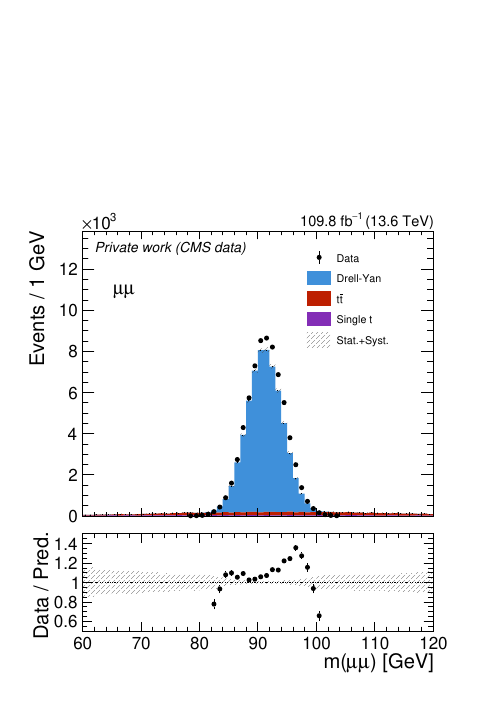 ×10³ 109.8 fb⁻¹ (13.6 TeV)
Events / 1 GeV
Private work (CMS data)
μμ
Data
Drell-Yan
tt̄
Single t
Stat.+Syst.
12
10
8
6
4
2
0
Data / Pred.
1.4
1.2
1
0.8
0.6
60 70 80 90 100 110 120
m(μμ) [GeV]